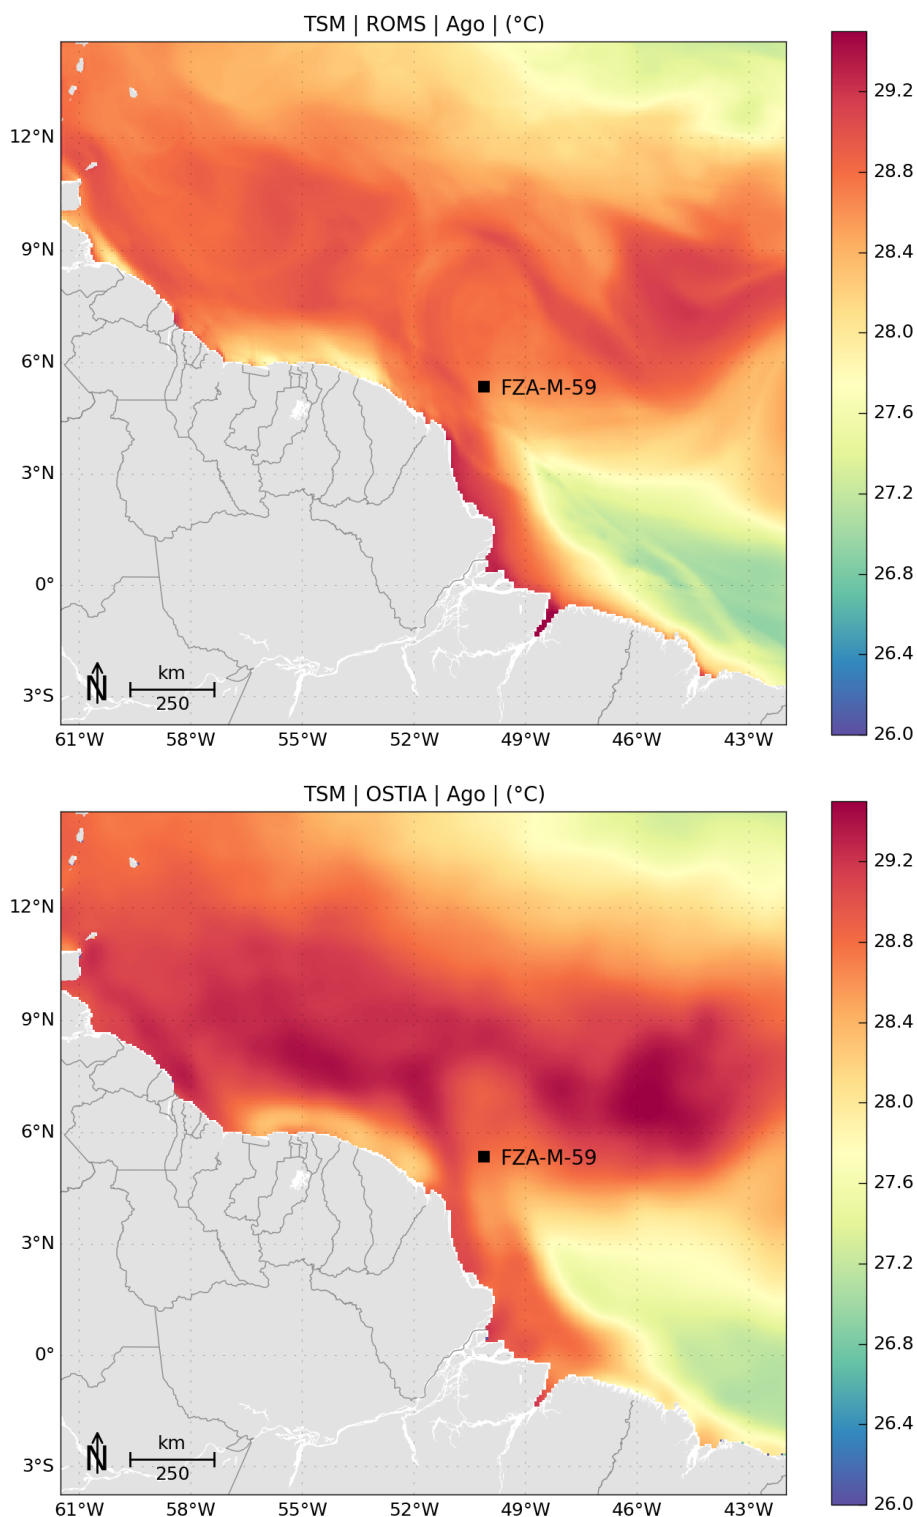 TSM | ROMS | Ago | (°C)
12°N
9°N
6°N
3°N
0°
3°S
FZA-M-59
N
km
250
61°W
58°W
55°W
52°W
49°W
46°W
43°W
29.2
28.8
28.4
28.0
27.6
27.2
26.8
26.4
26.0
TSM | OSTIA | Ago | (°C)
12°N
9°N
6°N
3°N
0°
3°S
FZA-M-59
N
km
250
61°W
58°W
55°W
52°W
49°W
46°W
43°W
29.2
28.8
28.4
28.0
27.6
27.2
26.8
26.4
26.0